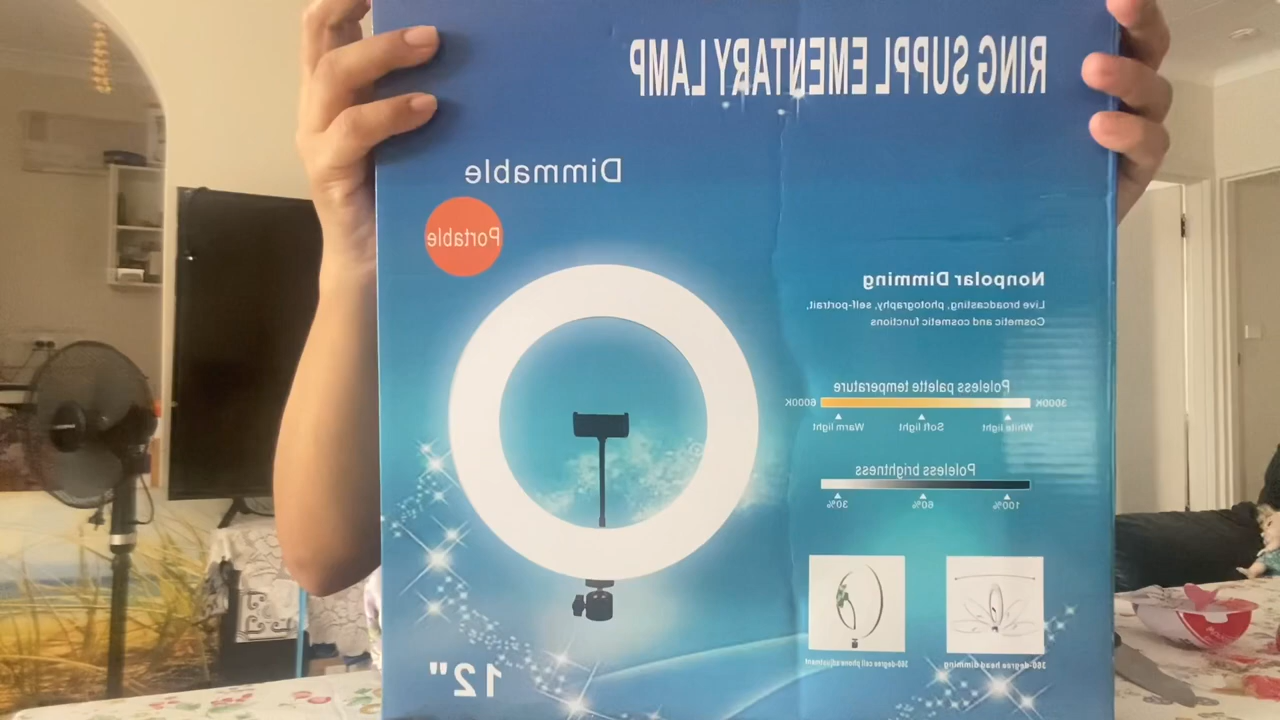 RING SUPPLEMENTARY LAMP
Dimmable
Portable
Nonpolar Dimming
Live broadcasting, photography, self-portrait,
Cosmetic and cosmetic functions
Poleless palette temperature
3000K 6000K
White light Soft light Warm light
Poleless brightness
100% 60% 30%
360-degree head dimming
360-degree cell phone adjustment
12"